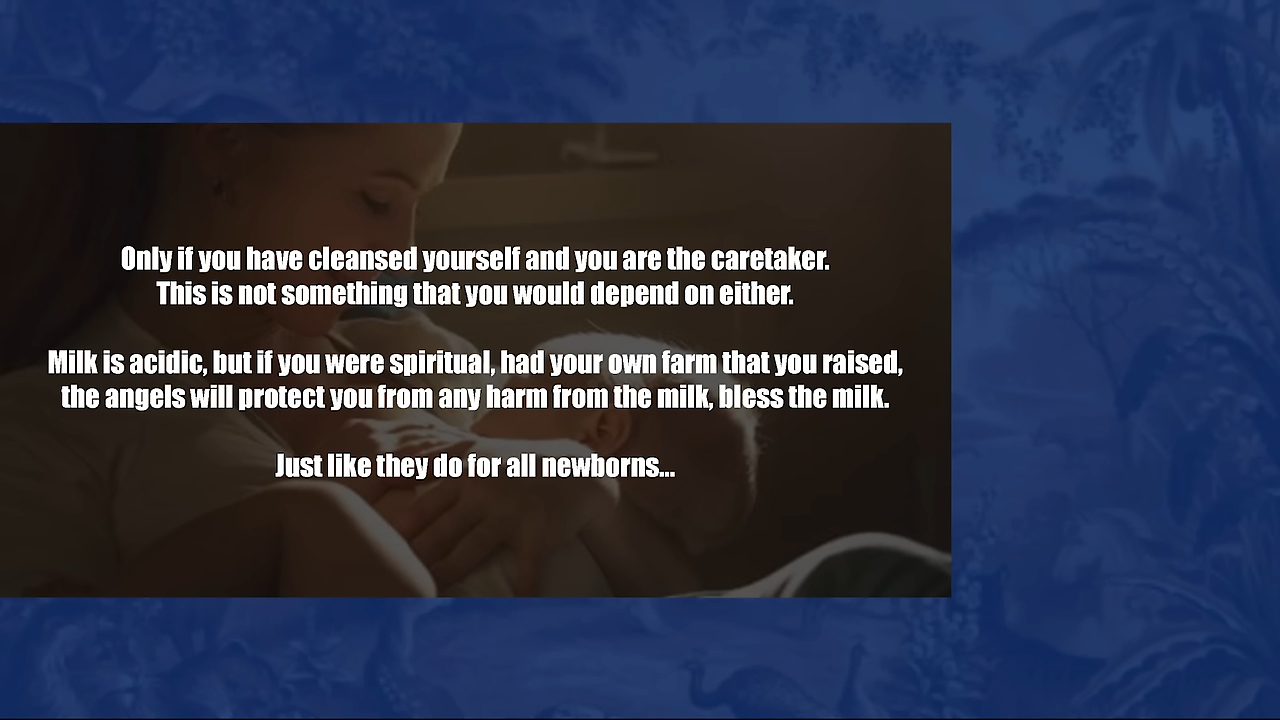 Only if you have cleansed yourself and you are the caretaker.
This is not something that you would depend on either.
Milk is acidic, but if you were spiritual, had your own farm that you raised,
the angels will protect you from any harm from the milk, bless the milk.
Just like they do for all newborns...